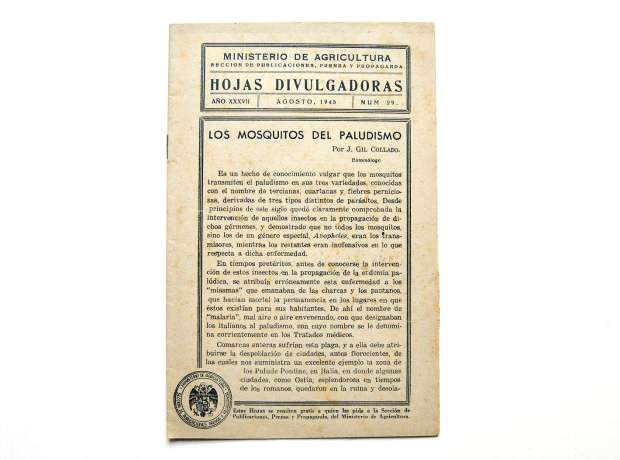 MINISTERIO DE AGRICULTURA
SECCION DE PUBLICACIONES, PRENSA Y PROPAGANDA
HOJAS DIVULGADORAS
AÑO XXXVII AGOSTO, 1945 NUM 29.
LOS MOSQUITOS DEL PALUDISMO
Por J. GIL COLLADO.
Entomólogo
Es un hecho de conocimiento vulgar que los mosquitos
transmiten el paludismo en sus tres variedades, conocidas
con el nombre de tercianas, cuartanas y fiebres pernicio-
sas, derivadas de tres tipos distintos de parásitos. Desde
principios de este siglo quedó claramente comprobada la
intervención de aquellos insectos en la propagación de di-
chos gérmenes, y demostrado que no todos los mosquitos,
sino los de un género especial, Anopheles, eran los trans-
misores, mientras los restantes eran inofensivos en lo que
respecta a dicha enfermedad.
En tiempos pretéritos, antes de conocerse la interven-
ción de estos insectos en la propagación de la endemia pa-
lúdica, se atribuía erróneamente esta enfermedad a los
"miasmas" que emanaban de las charcas y los pantanos,
que hacían mortal la permanencia en los lugares en que
éstos existían para sus habitantes. De ahí el nombre de
"malaria", mal aire o aire envenenado, con que designaban
los italianos al paludismo, con cuyo nombre se le denomi-
na corrientemente en los Tratados médicos.
Comarcas enteras sufrían esta plaga, y a ella debe atri-
buirse la despoblación de ciudades, antes florecientes, de
las cuales nos suministra un excelente ejemplo la zona de
los Palude Pontine, en Italia, en donde algunas
ciudades, como Ostia, esplendorosa en tiempos
de los romanos, quedaron en la ruina y desola-
Estas Hojas se remiten gratis a quien las pida a la Sección de
Publicaciones, Prensa y Propaganda, del Ministerio de Agricultura.